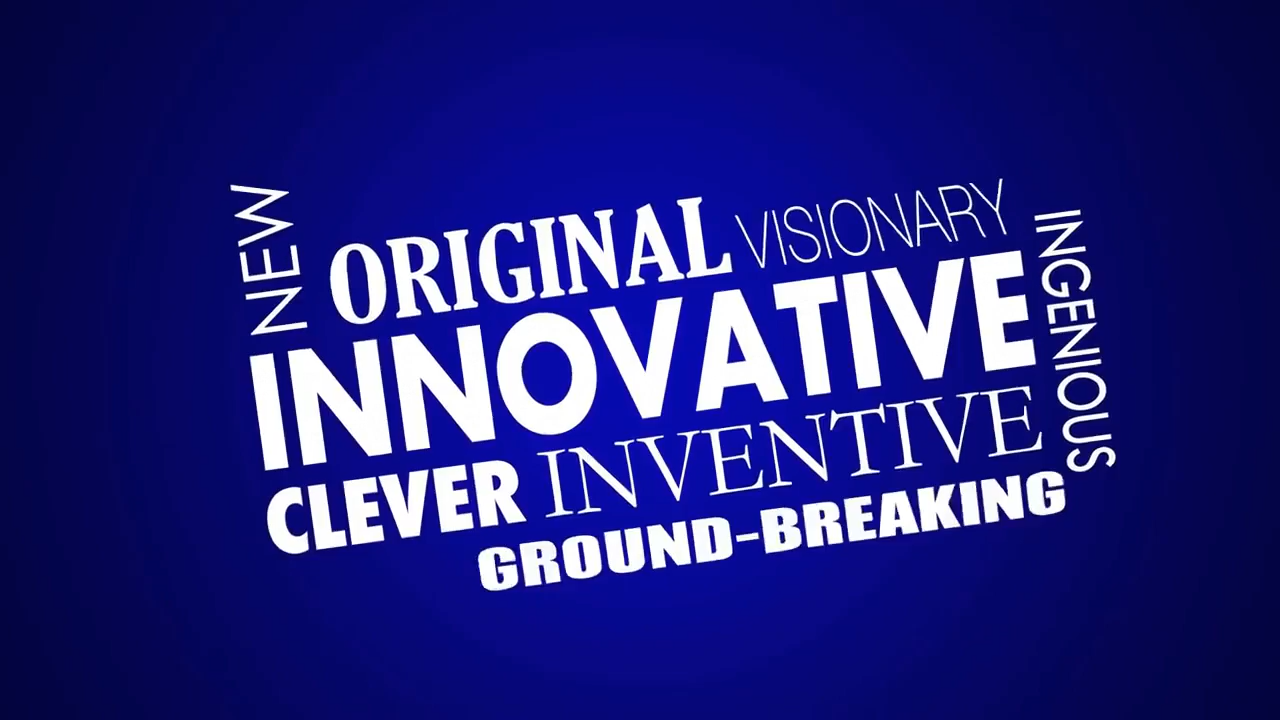 NEW
ORIGINAL VISIONARY
INGENIOUS
INNOVATIVE
CLEVER INVENTIVE
GROUND-BREAKING